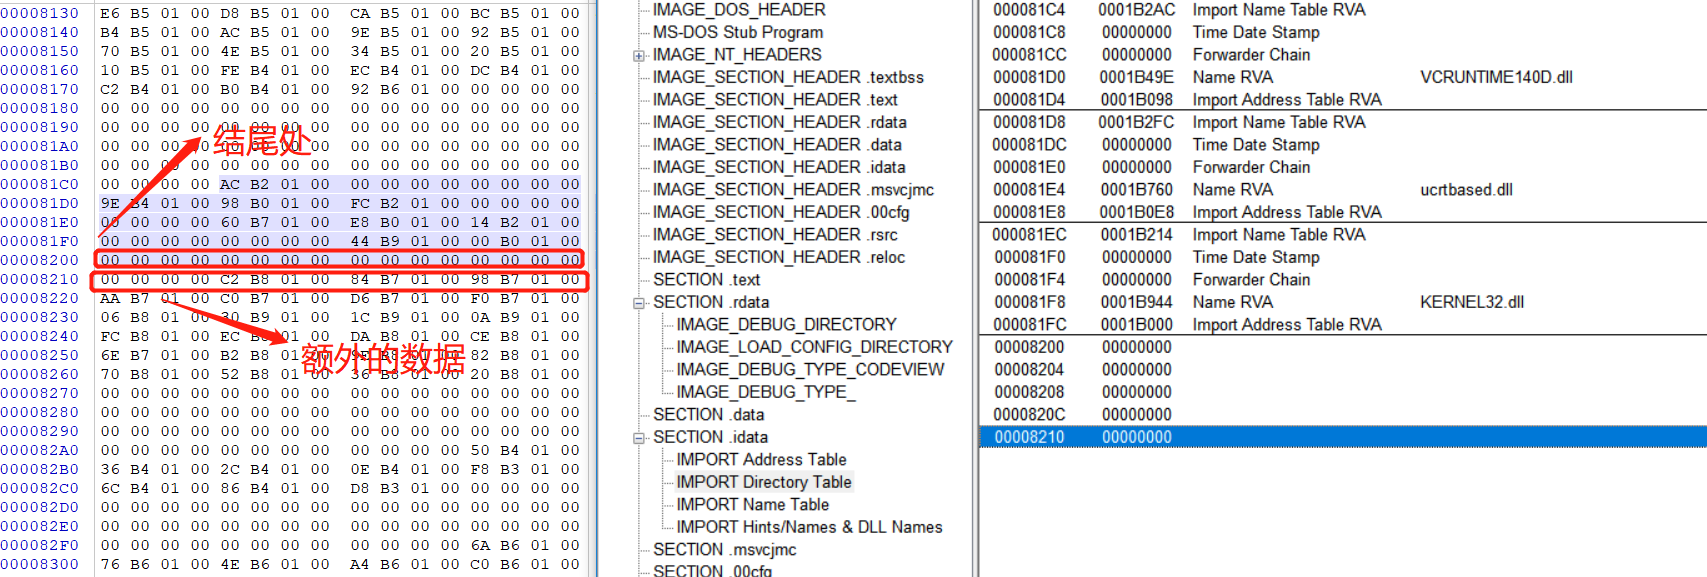 00008130 E6 B5 01 00 D8 B5 01 00 CA B5 01 00 BC B5 01 00
00008140 B4 B5 01 00 AC B5 01 00 9E B5 01 00 92 B5 01 00
00008150 70 B5 01 00 4E B5 01 00 34 B5 01 00 20 B5 01 00
00008160 10 B5 01 00 FE B4 01 00 EC B4 01 00 DC B4 01 00
00008170 C2 B4 01 00 B0 B4 01 00 92 B6 01 00 00 00 00 00
00008180 00 00 00 00 00 00 00 00 00 00 00 00 00 00 00 00
00008190 00 00 00 00 00 00 00 00 00 00 00 00 00 00 00 00
000081A0 00 00 00 00 00 00 00 00 00 00 00 00 00 00
结尾处
000081B0 00 00 00 00 00 00 00 00 00 00 00 00 00 00 00 00
000081C0 00 00 00 00 AC B2 01 00 00 00 00 00 00 00 00 00
000081D0 9E B4 01 00 98 B0 01 00 FC B2 01 00 00 00 00 00
000081E0 00 00 00 00 60 B7 01 00 E8 B0 01 00 14 B2 01 00
000081F0 00 00 00 00 00 00 00 00 44 B9 01 00 00 B0 01 00
00008200 00 00 00 00 00 00 00 00 00 00 00 00 00 00 00 00
00008210 00 00 00 00 C2 B8 01 00 84 B7 01 00 98 B7 01 00
00008220 AA B7 01 00 C0 B7 01 00 D6 B7 01 00 F0 B7 01 00
00008230 06 B8 01 00 30 B9 01 00 1C B9 01 00 0A B9 01 00
00008240 FC B8 01 00 EC 01 00 DA B8 01 00 CE B8 01 00
00008250 6E B7 01 00 B2 B8 01 00 01 00 82 B8 01 00
额外的数据
00008260 70 B8 01 00 52 B8 01 00 36 B8 01 00 20 B8 01 00
00008270 00 00 00 00 00 00 00 00 00 00 00 00 00 00 00 00
00008280 00 00 00 00 00 00 00 00 00 00 00 00 00 00 00 00
00008290 00 00 00 00 00 00 00 00 00 00 00 00 00 00 00 00
000082A0 00 00 00 00 00 00 00 00 00 00 00 00 50 B4 01 00
000082B0 36 B4 01 00 2C B4 01 00 0E B4 01 00 F8 B3 01 00
000082C0 6C B4 01 00 86 B4 01 00 D8 B3 01 00 00 00 00 00
000082D0 00 00 00 00 00 00 00 00 00 00 00 00 00 00 00 00
000082E0 00 00 00 00 00 00 00 00 00 00 00 00 00 00 00 00
000082F0 00 00 00 00 00 00 00 00 00 00 00 00 6A B6 01 00
00008300 76 B6 01 00 4E B6 01 00 A4 B6 01 00 C0 B6 01 00
IMAGE_DOS_HEADER
MS-DOS Stub Program
IMAGE_NT_HEADERS
IMAGE_SECTION_HEADER .textbss
IMAGE_SECTION_HEADER .text
IMAGE_SECTION_HEADER .rdata
IMAGE_SECTION_HEADER .data
IMAGE_SECTION_HEADER .idata
IMAGE_SECTION_HEADER .msvcjmc
IMAGE_SECTION_HEADER .00cfg
IMAGE_SECTION_HEADER .rsrc
IMAGE_SECTION_HEADER .reloc
SECTION .text
SECTION .rdata
IMAGE_DEBUG_DIRECTORY
IMAGE_LOAD_CONFIG_DIRECTORY
IMAGE_DEBUG_TYPE_CODEVIEW
IMAGE_DEBUG_TYPE_
SECTION .data
SECTION .idata
IMPORT Address Table
IMPORT Directory Table
IMPORT Name Table
IMPORT Hints/Names & DLL Names
SECTION .msvcjmc
SECTION .00cfg
000081C4 0001B2AC Import Name Table RVA
000081C8 00000000 Time Date Stamp
000081CC 00000000 Forwarder Chain
000081D0 0001B49E Name RVA VCRUNTIME140D.dll
000081D4 0001B098 Import Address Table RVA
000081D8 0001B2FC Import Name Table RVA
000081DC 00000000 Time Date Stamp
000081E0 00000000 Forwarder Chain
000081E4 0001B760 Name RVA ucrtbased.dll
000081E8 0001B0E8 Import Address Table RVA
000081EC 0001B214 Import Name Table RVA
000081F0 00000000 Time Date Stamp
000081F4 00000000 Forwarder Chain
000081F8 0001B944 Name RVA KERNEL32.dll
000081FC 0001B000 Import Address Table RVA
00008200 00000000
00008204 00000000
00008208 00000000
0000820C 00000000
00008210 00000000